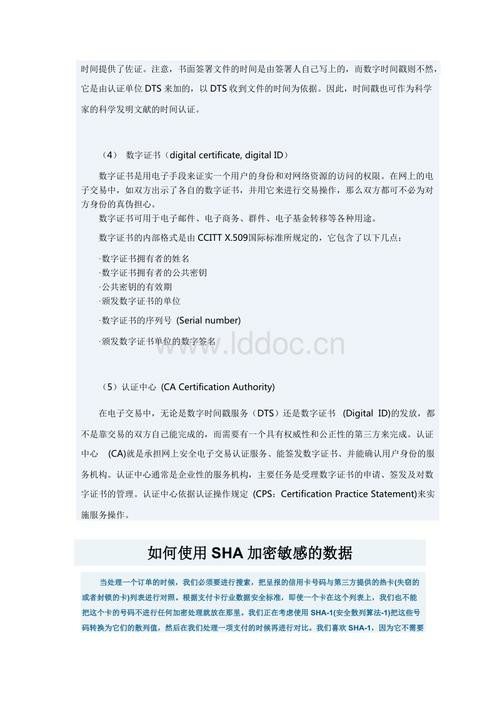 时间提供了佐证。注意，书面签署文件的时间是由签署人自己写上的，而数字时间戳则不然，
它是由认证单位 DTS 来加的，以 DTS 收到文件的时间为依据。因此，时间戳也可作为科学
家的科学发明文献的时间认证。
（4） 数字证书（digital certificate, digital ID）
数字证书是用电子手段来证实一个用户的身份和对网络资源的访问的权限。在网上的电
子交易中，如双方出示了各自的数字证书，并用它来进行交易操作，那么双方都可不必为对
方身份的真伪担心。
数字证书可用于电子邮件、电子商务、群件、电子基金转移等各种用途。
数字证书的内部格式是由 CCITT X.509国际标准所规定的，它包含了以下几点：
·数字证书拥有者的姓名
·数字证书拥有者的公共密钥
·公共密钥的有效期
·颁发数字证书的单位
·数字证书的序列号 (Serial number)
·颁发数字证书单位的数字签名
www.lddoc.cn
（5）认证中心 (CA Certification Authority)
在电子交易中，无论是数字时间戳服务（DTS）还是数字证书 (Digital ID)的发放，都
不是靠交易的双方自己能完成的，而需要有一个具有权威性和公正性的第三方来完成。认证
中心 (CA)就是承担网上安全电子交易认证服务、能签发数字证书、并能确认用户身份的服
务机构。认证中心通常是企业性的服务机构，主要任务是受理数字证书的申请、签发及对数
字证书的管理。认证中心依据认证操作规定 (CPS：Certification Practice Statement)来实
施服务操作。
如何使用 SHA 加密敏感的数据
当处理一个订单的时候，我们必须要进行搜索，把呈报的信用卡号码与第三方提供的热卡(失窃的
或者封锁的卡)列表进行对照。根据支付卡行业数据安全标准，即使一个卡在这个列表上，我们也不能
把这个卡的号码不进行任何加密处理就放在那里。我们正在考虑使用 SHA-1(安全散列算法-1)把这些号
码转换为它们的散列值，然后在我们处理一项支付的时候再进行对比。我们喜欢 SHA-1，因为它不需要